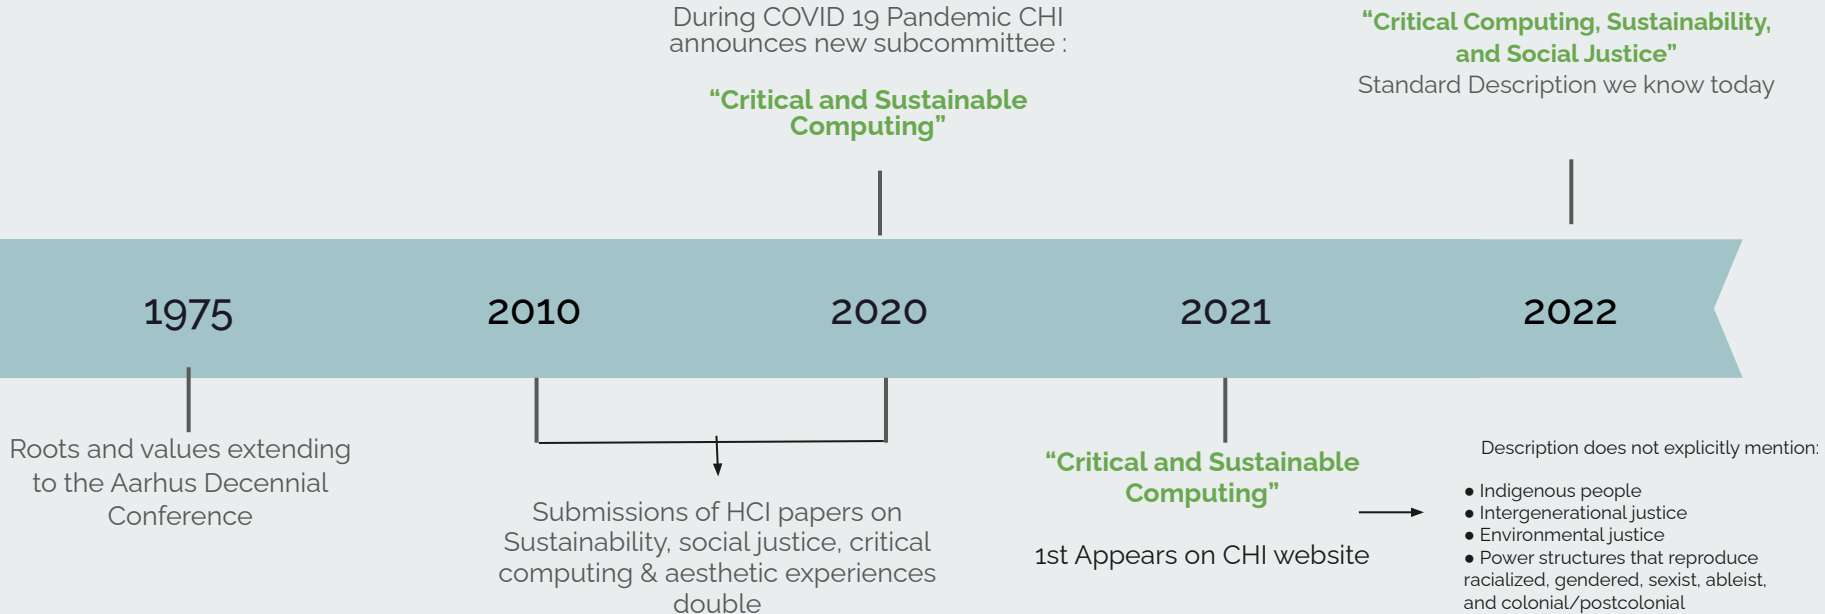 During COVID 19 Pandemic CHI
announces new subcommittee :
“Critical and Sustainable
Computing”
“Critical Computing, Sustainability,
and Social Justice”
Standard Description we know today
1975
2010
2020
2021
2022
Roots and values extending
to the Aarhus Decennial
Conference
Submissions of HCI papers on
Sustainability, social justice, critical
computing & aesthetic experiences
double
“Critical and Sustainable
Computing”
1st Appears on CHI website
Description does not explicitly mention:
● Indigenous people
● Intergenerational justice
● Environmental justice
● Power structures that reproduce
racialized, gendered, sexist, ableist,
and colonial/postcolonial